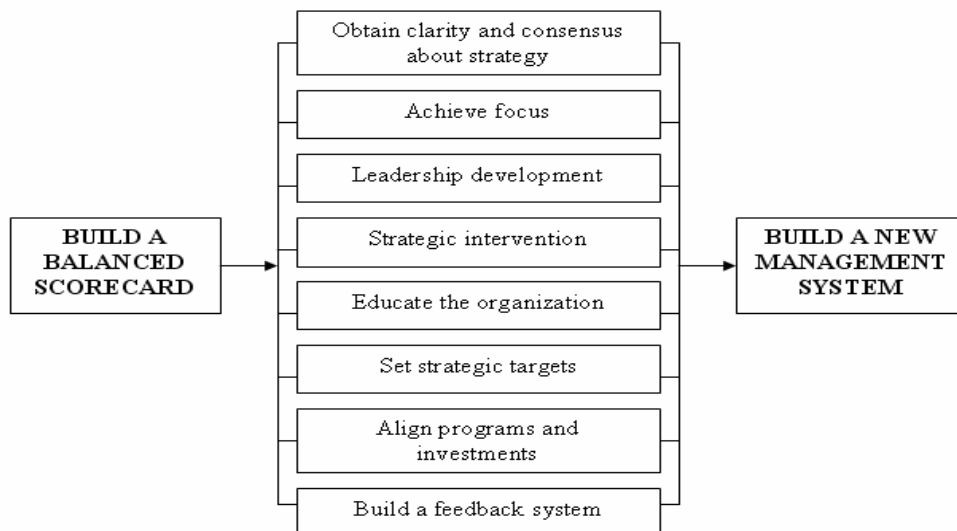 BUILD A
BALANCED
SCORECARD
Obtain clarity and consensus
about strategy
Achieve focus
Leadership development
Strategic intervention
Educate the organization
Set strategic targets
Align programs and
investments
Build a feedback system
BUILD A NEW
MANAGEMENT
SYSTEM